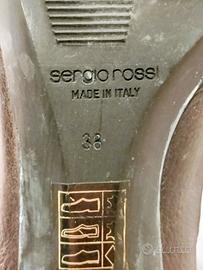 sergio rossi
MADE IN ITALY
38